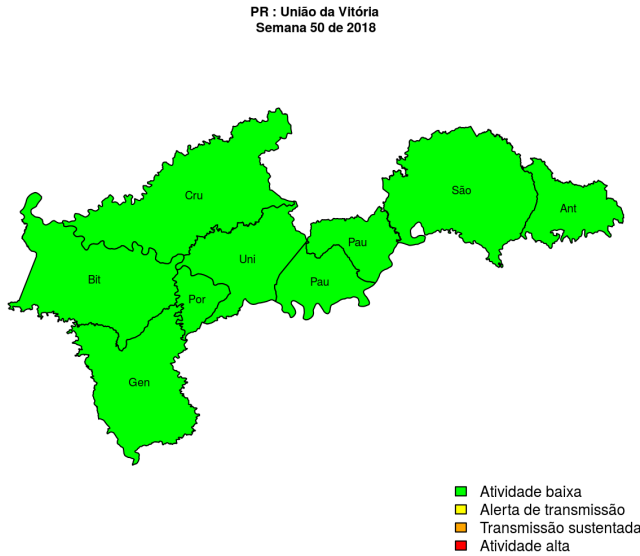 PR : União da Vitória
Semana 50 de 2018
Cru
São
Ant
Pau
Uni
Bit
Pau
Por
Gen
Atividade baixa
Alerta de transmissão
Transmissão sustentada
Atividade alta